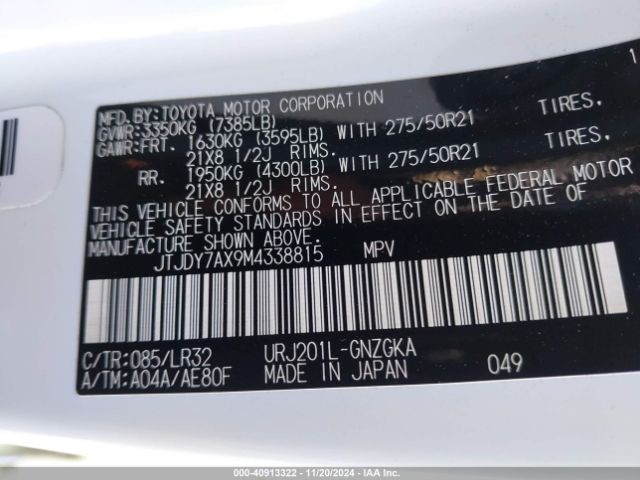 MFD.BY:TOYOTA MOTOR CORPORATION 1
GVWR:3350KG (7385LB)
GAWR:FRT. 1630KG (3595LB) WITH 275/50R21 TIRES,
21X8 1/2J RIMS.
RR. 1950KG (4300LB) WITH 275/50R21 TIRES,
21X8 1/2J RIMS.
THIS VEHICLE CONFORMS TO ALL APPLICABLE FEDERAL MOTOR
VEHICLE SAFETY STANDARDS IN EFFECT ON THE DATE OF
MANUFACTURE SHOWN ABOVE.
JTJDY7AX9M4338815 MPV
C/TR:085/LR32 URJ201L-GNZGKA
A/TM:A04A/AE80F MADE IN JAPAN 049
000-40913322 | 11/20/2024 - IAA Inc.